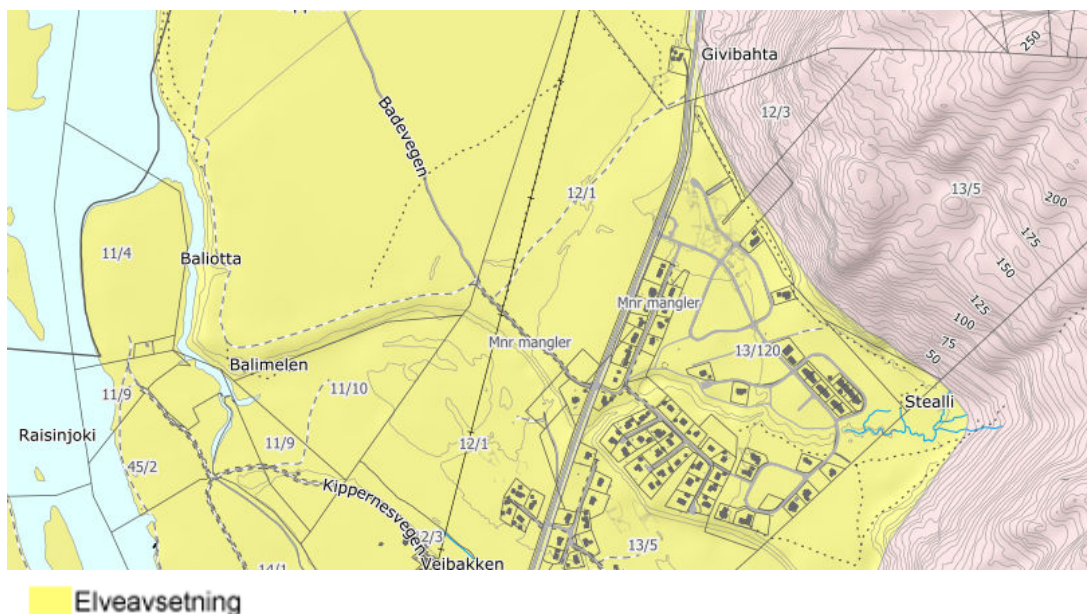 Givibahta
250
Badevegen
12/3
12/1
13/5
200
175
150
11/4
Baliotta
125
Mnr mangler
100
Mnr mangler
75
13/120
50
Balimelen
11/9
11/10
Stealli
Raisinjoki
11/9
12/1
45/2
Kippernesvegen
12/3
13/5
Veibakken
14/1
Elveavsetning